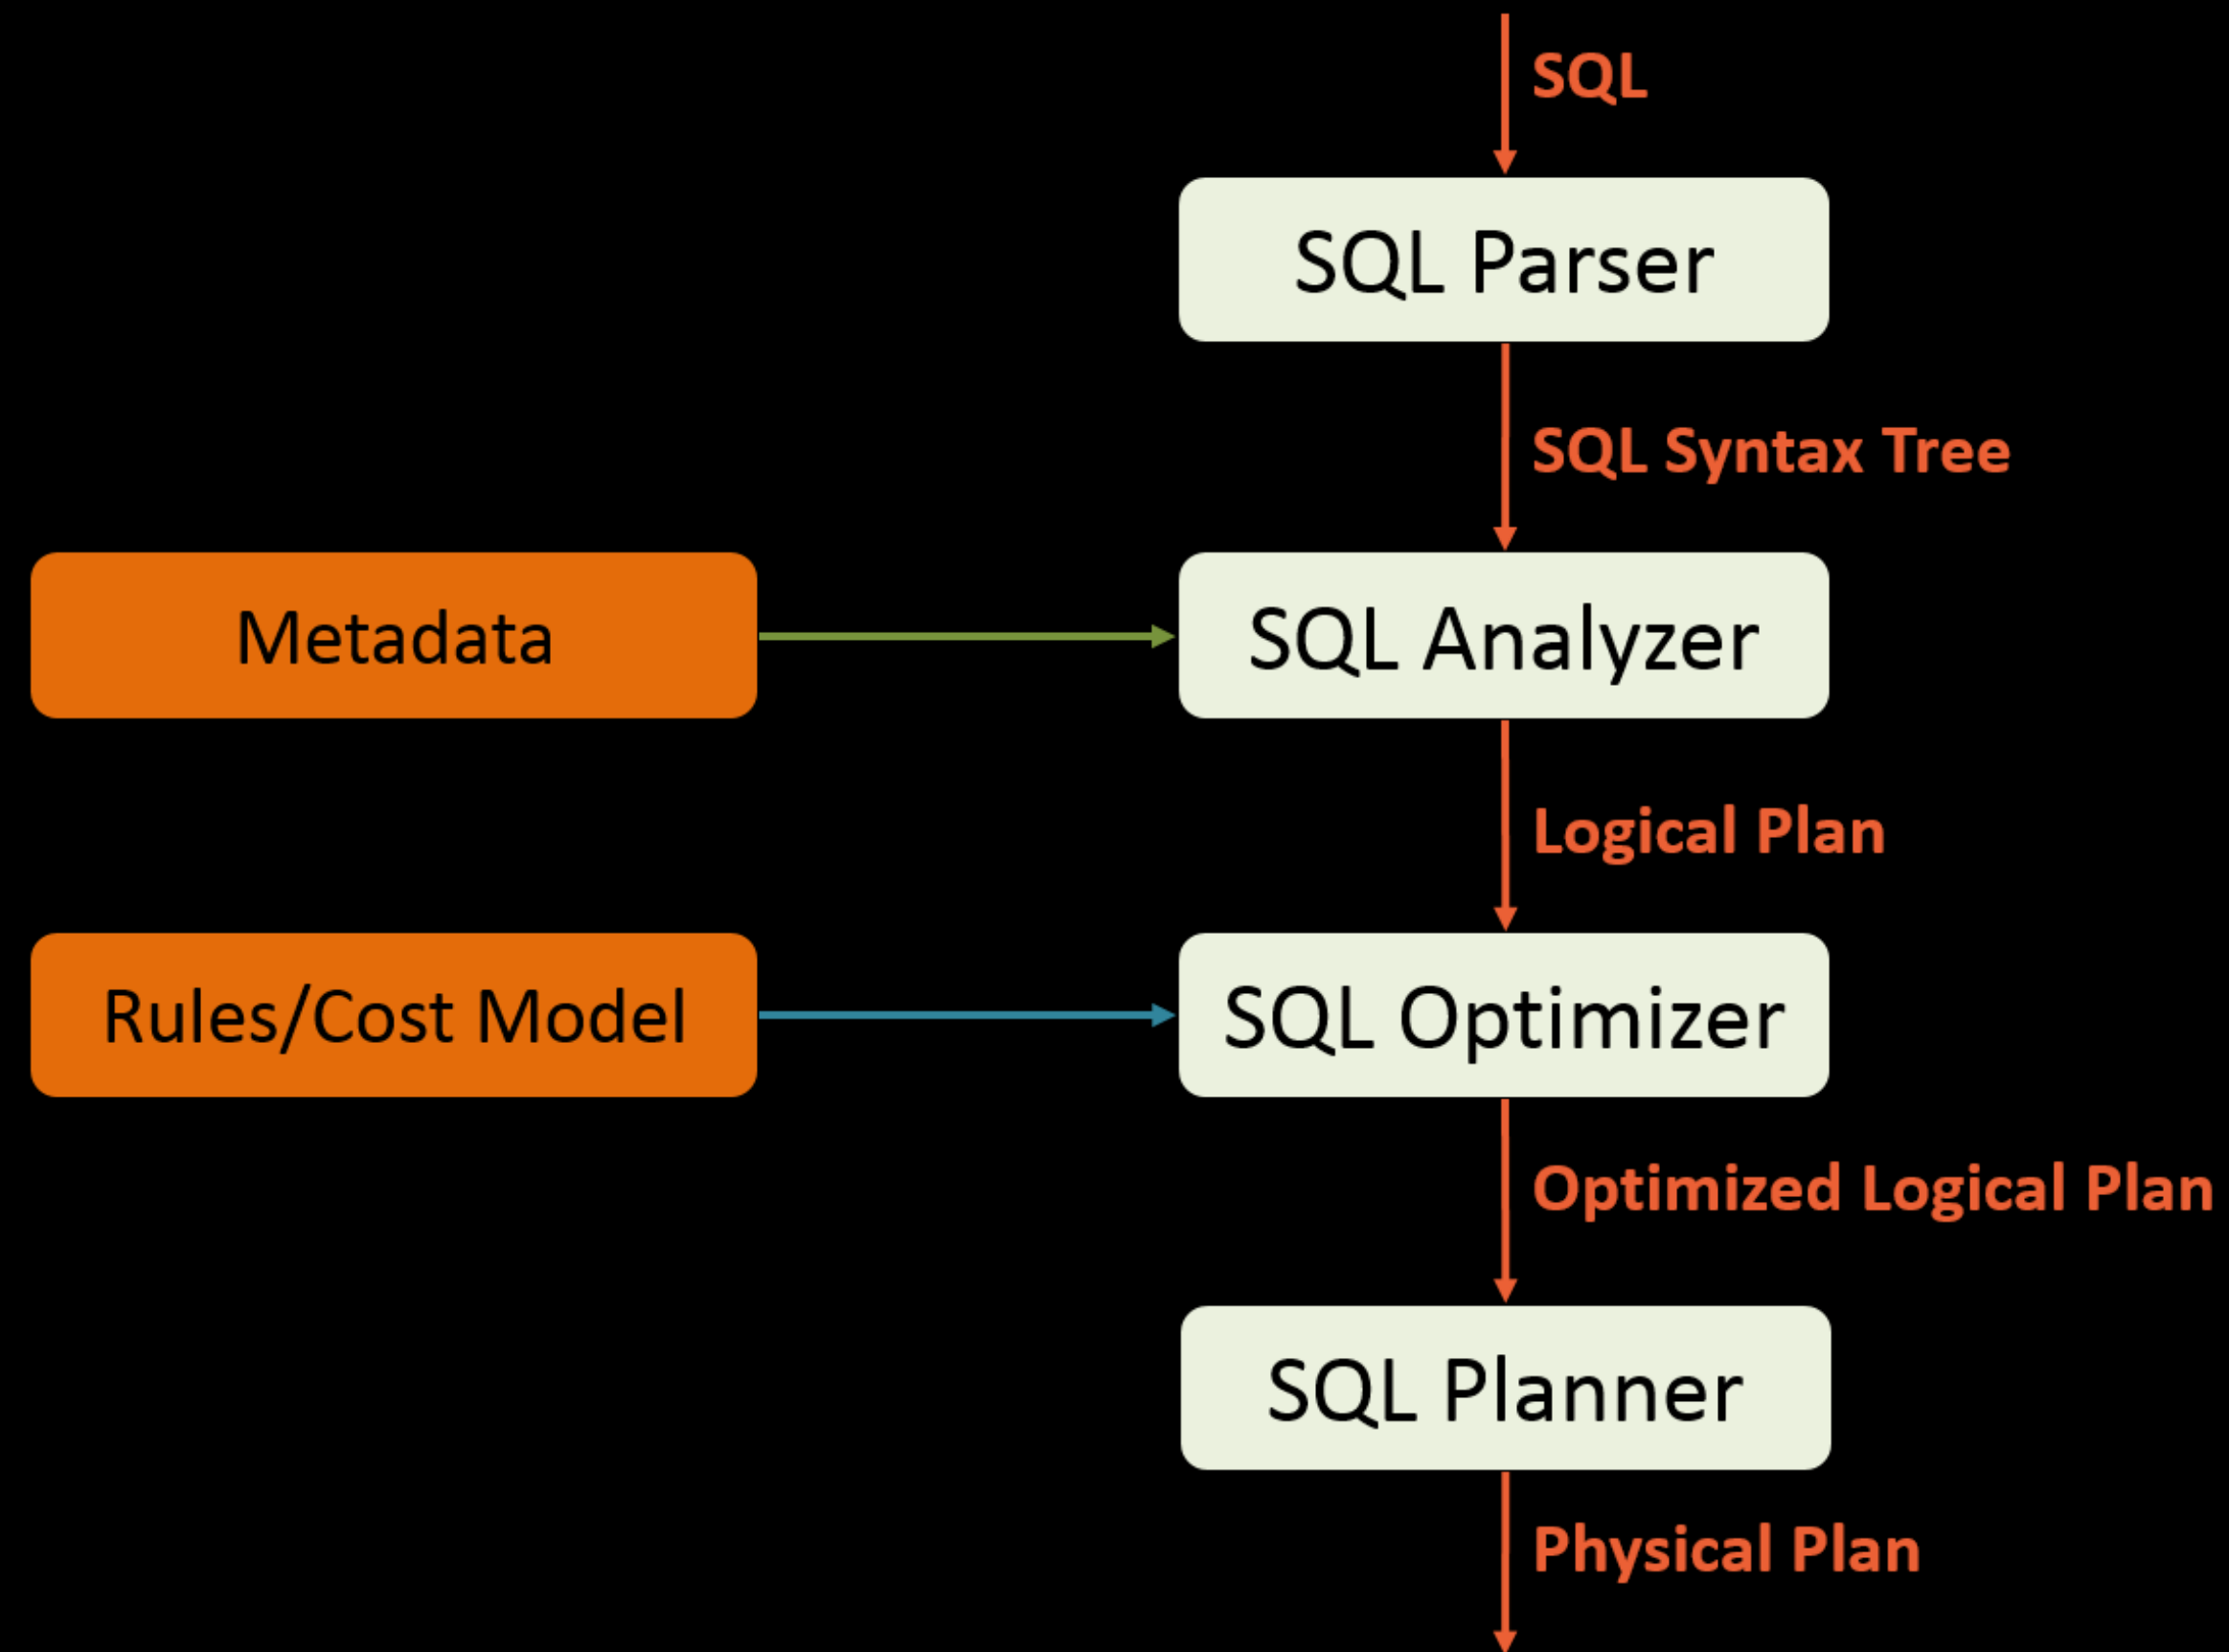 SQL
SQL Parser
SQL Syntax Tree
Metadata
SQL Analyzer
Logical Plan
Rules/Cost Model
SQL Optimizer
Optimized Logical Plan
SQL Planner
Physical Plan